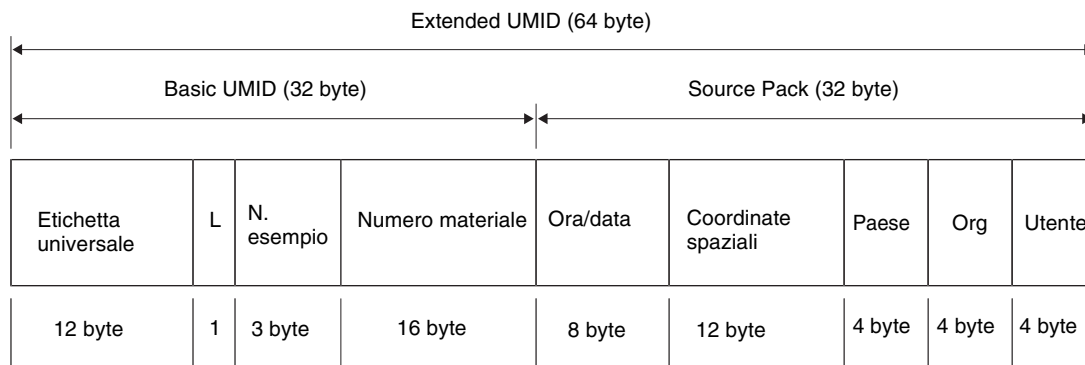 Extended UMID (64 byte)
Basic UMID (32 byte) Source Pack (32 byte)
Etichetta universale
L
N. esempio
Numero materiale
Ora/data
Coordinate spaziali
Paese
Org
Utente
12 byte 1 3 byte 16 byte 8 byte 12 byte 4 byte 4 byte 4 byte